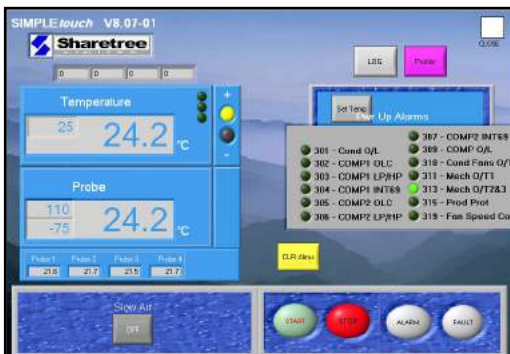 SIMPLEtouch V8.07-01
CLOSE
Sharetree
LOG
Printer
0 0 0 0
Temperature
25
24.2 °C
+
-
Set Temp
Pwr Up Alarms
301 - Cond O/L
302 - COMP1 OLC
303 - COMP1 LP/HP
304 - COMP1 INT69
305 - COMP2 OLC
306 - COMP2 LP/HP
307 - COMP2 INT69
309 - COMP O/L
310 - Cond Fans O/T
311 - Mech O/T1
313 - Mech O/T2&3
315 - Prod Prot
319 - Fan Speed Co
Probe
110
-75
24.2 °C
Probe 1 Probe 2 Probe 3 Probe 4
21.6 21.7 21.5 21.7
CLR Alms
Slow Air
OFF
START
STOP
ALARM
FAULT